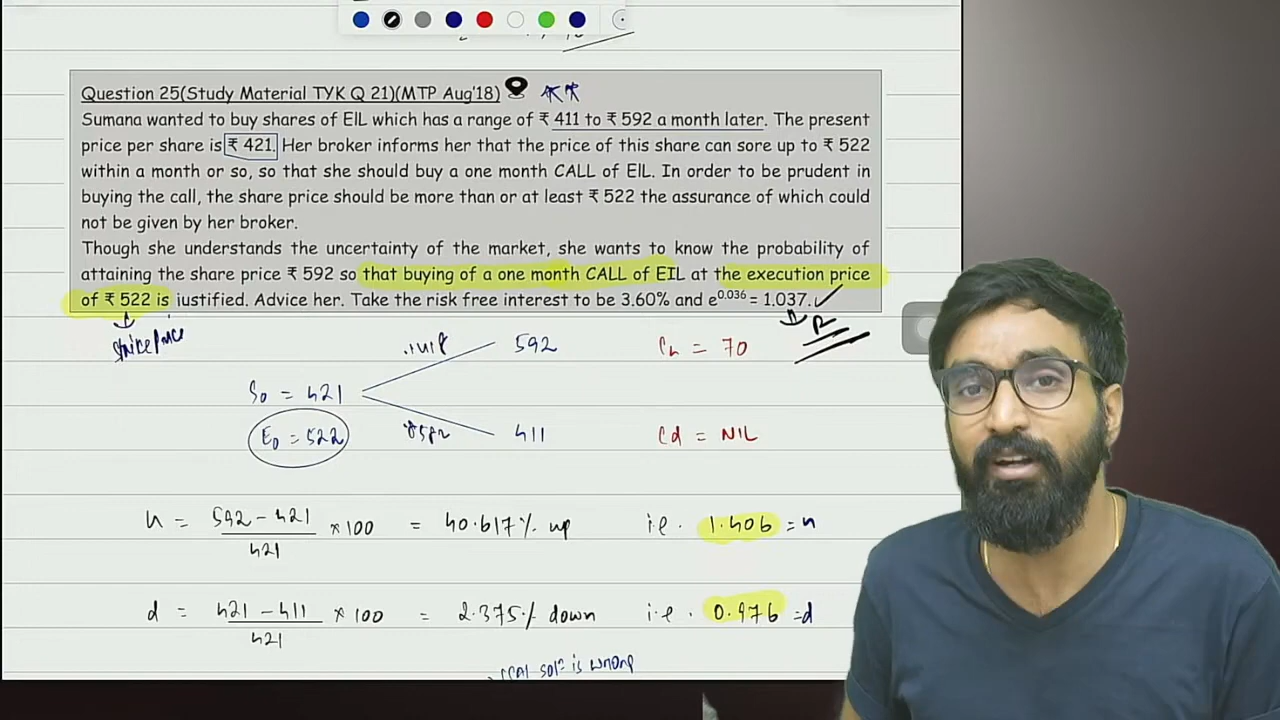 Question 25(Study Material TYK Q 21)(MTP Aug'18)
Sumana wanted to buy shares of EIL which has a range of ₹ 411 to ₹ 592 a month later. The present
price per share is ₹ 421. Her broker informs her that the price of this share can sore up to ₹ 522
within a month or so, so that she should buy a one month CALL of EIL. In order to be prudent in
buying the call, the share price should be more than or at least ₹ 522 the assurance of which could
not be given by her broker.
Though she understands the uncertainty of the market, she wants to know the probability of
attaining the share price ₹ 592 so that buying of a one month CALL of EIL at the execution price
of ₹ 522 is justified. Advice her. Take the risk free interest to be 3.60% and e^0.036 = 1.037.
Strike price
R
592 Cu = 70
S0 = 421
E0 = 522
411 Cd = NIL
u = 592 - 421 / 421 × 100 = 40.617% up i.e. 1.406 = u
d = 421 - 411 / 421 × 100 = 2.375% down i.e. 0.976 = d
is wrong